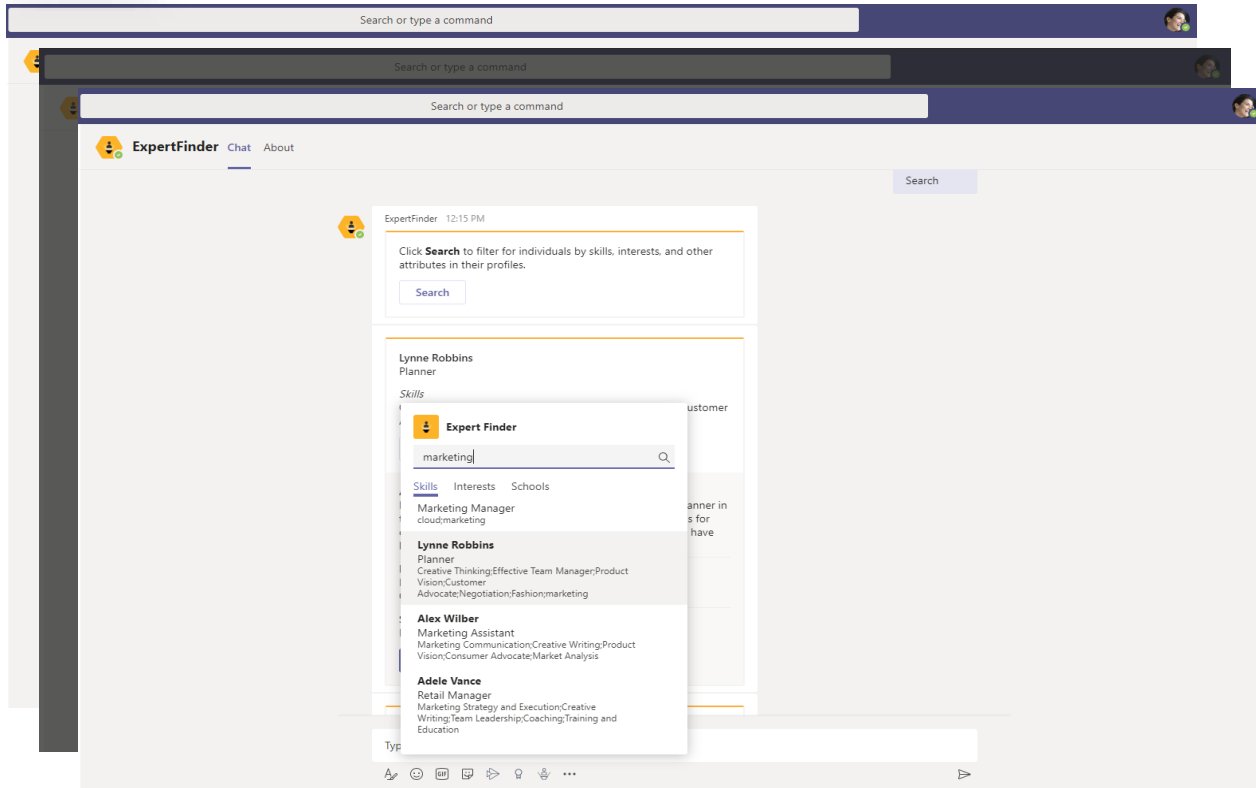 Search or type a command
Search or type a command
Search or type a command
ExpertFinder Chat About
Search
ExpertFinder 12:15 PM
Click Search to filter for individuals by skills, interests, and other
attributes in their profiles.
Search
Lynne Robbins
Planner
Skills
ustomer
Expert Finder
marketing
Skills Interests Schools
Marketing Manager
cloud;marketing
Lynne Robbins
Planner
Creative Thinking;Effective Team Manager;Product
Vision;Customer
Advocate;Negotiation;Fashion;marketing
Alex Wilber
Marketing Assistant
Marketing Communication;Creative Writing;Product
Vision;Consumer Advocate;Market Analysis
Adele Vance
Retail Manager
Marketing Strategy and Execution;Creative
Writing;Team Leadership;Coaching;Training and
Education
anner in
s for
have
Typ
GIF